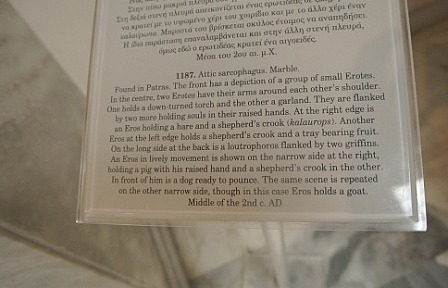 Στη δεξιά στενή πλευρά απεικονίζεται ένας ερωτιδέας σε
να κρατεί με το υψωμένο χέρι του χοιρίδιο και με το άλλο χέρι έναν
καλαύροπα. Μπροστά του βρίσκεται σκύλος έτοιμος να αναπηδήσει.
Η ίδια παράσταση επαναλαμβάνεται και στην άλλη στενή πλευρά,
όμως εδώ ο ερωτιδέας κρατεί ένα αιγοειδές.
Μέσα του 2ου αι. μ.Χ.
1187. Attic sarcophagus. Marble.
Found in Patras. The front has a depiction of a group of small Erotes.
In the centre, two Erotes have their arms around each other's shoulder.
One holds a down-turned torch and the other a garland. They are flanked
by two more holding souls in their raised hands. At the right edge is
an Eros holding a hare and a shepherd's crook (kalaurops). Another
Eros at the left edge holds a shepherd's crook and a tray bearing fruit.
On the long side at the back is a loutrophoros flanked by two griffins.
An Eros in lively movement is shown on the narrow side at the right,
holding a pig with his raised hand and a shepherd's crook in the other.
In front of him is a dog ready to pounce. The same scene is repeated
on the other narrow side, though in this case Eros holds a goat.
Middle of the 2nd c. AD.